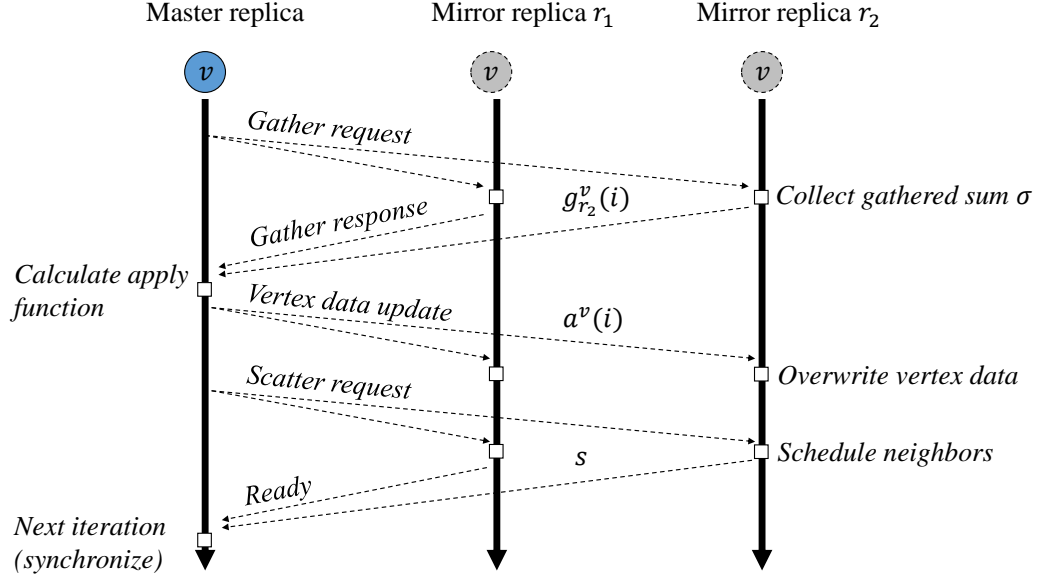 Master replica
Mirror replica r₁
Mirror replica r₂
v
v
v
Gather request
g^v_{r₂}(i)
Collect gathered sum σ
Gather response
Calculate apply
function
Vertex data update
a^v(i)
Overwrite vertex data
Scatter request
s
Schedule neighbors
Ready
Next iteration
(synchronize)